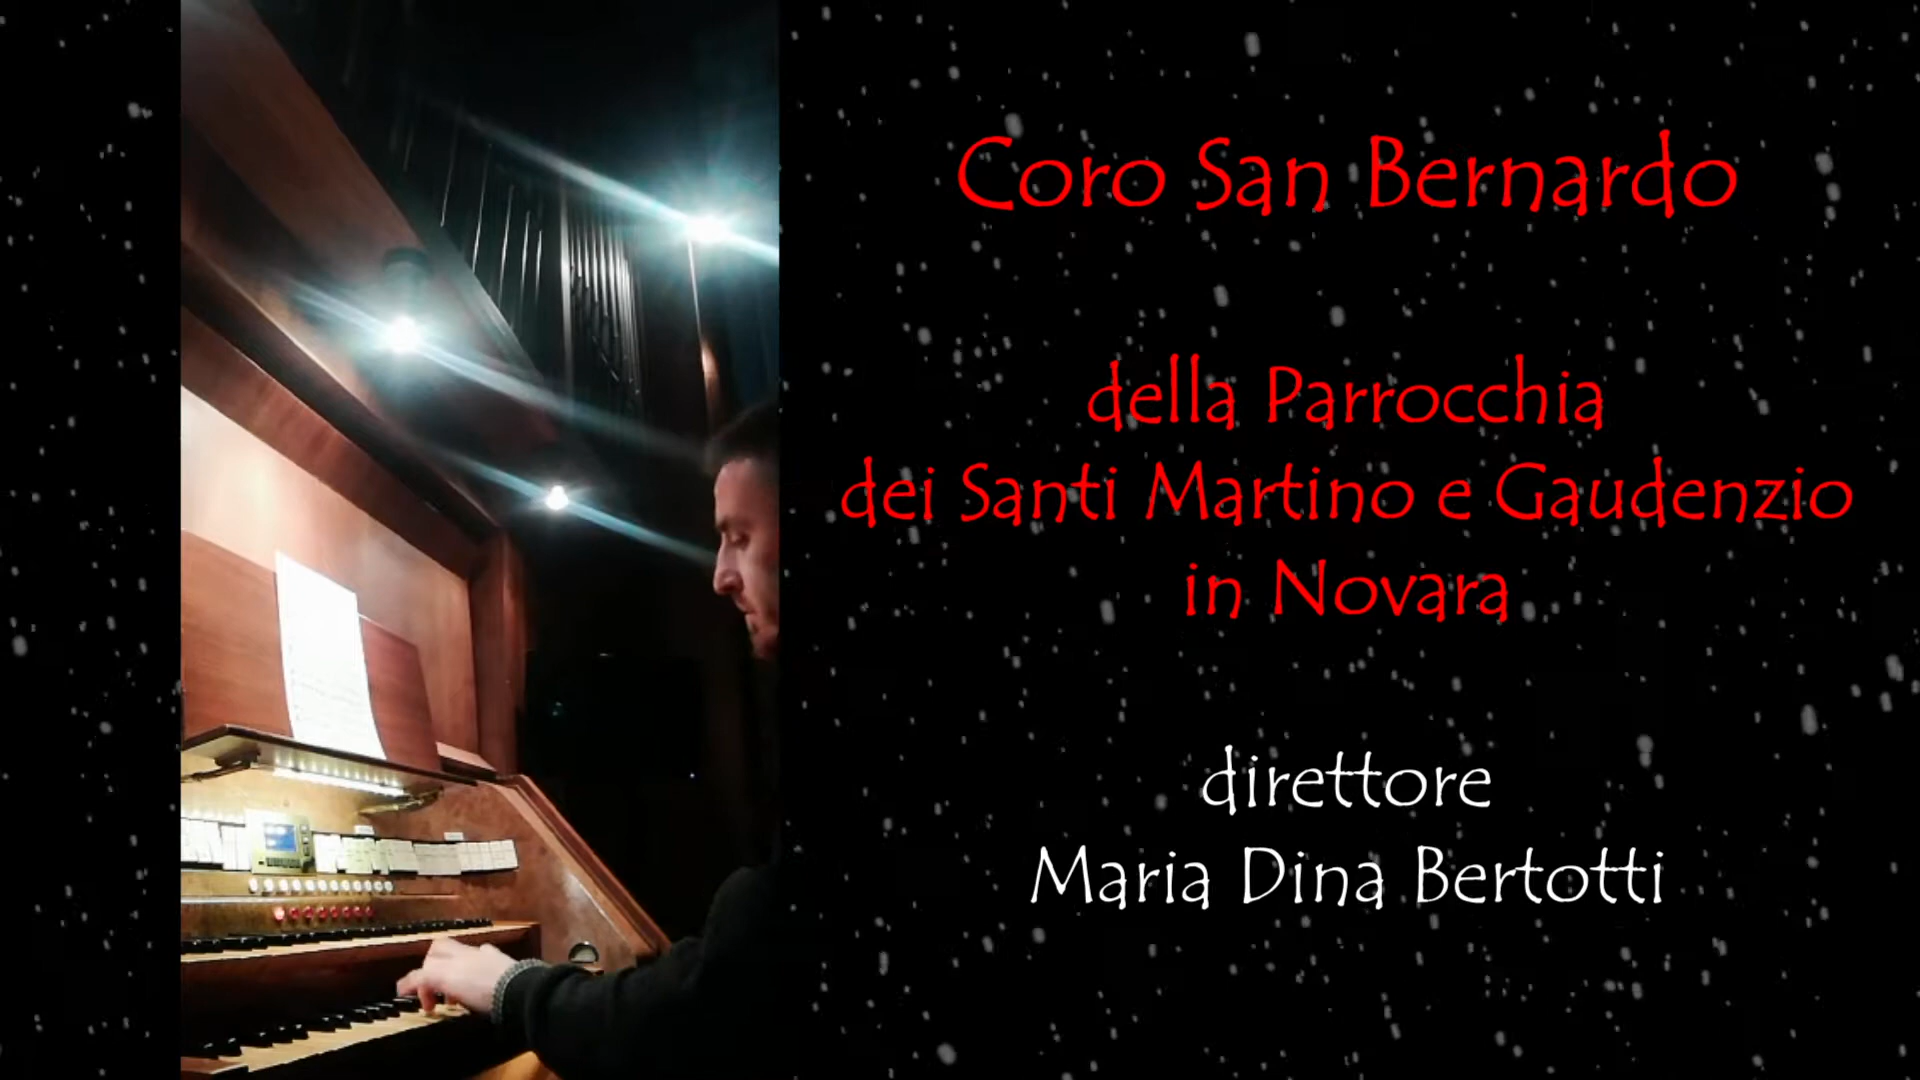 Coro San Bernardo
della Parrocchia
dei Santi Martino e Gaudenzio
in Novara
direttore
Maria Dina Bertotti